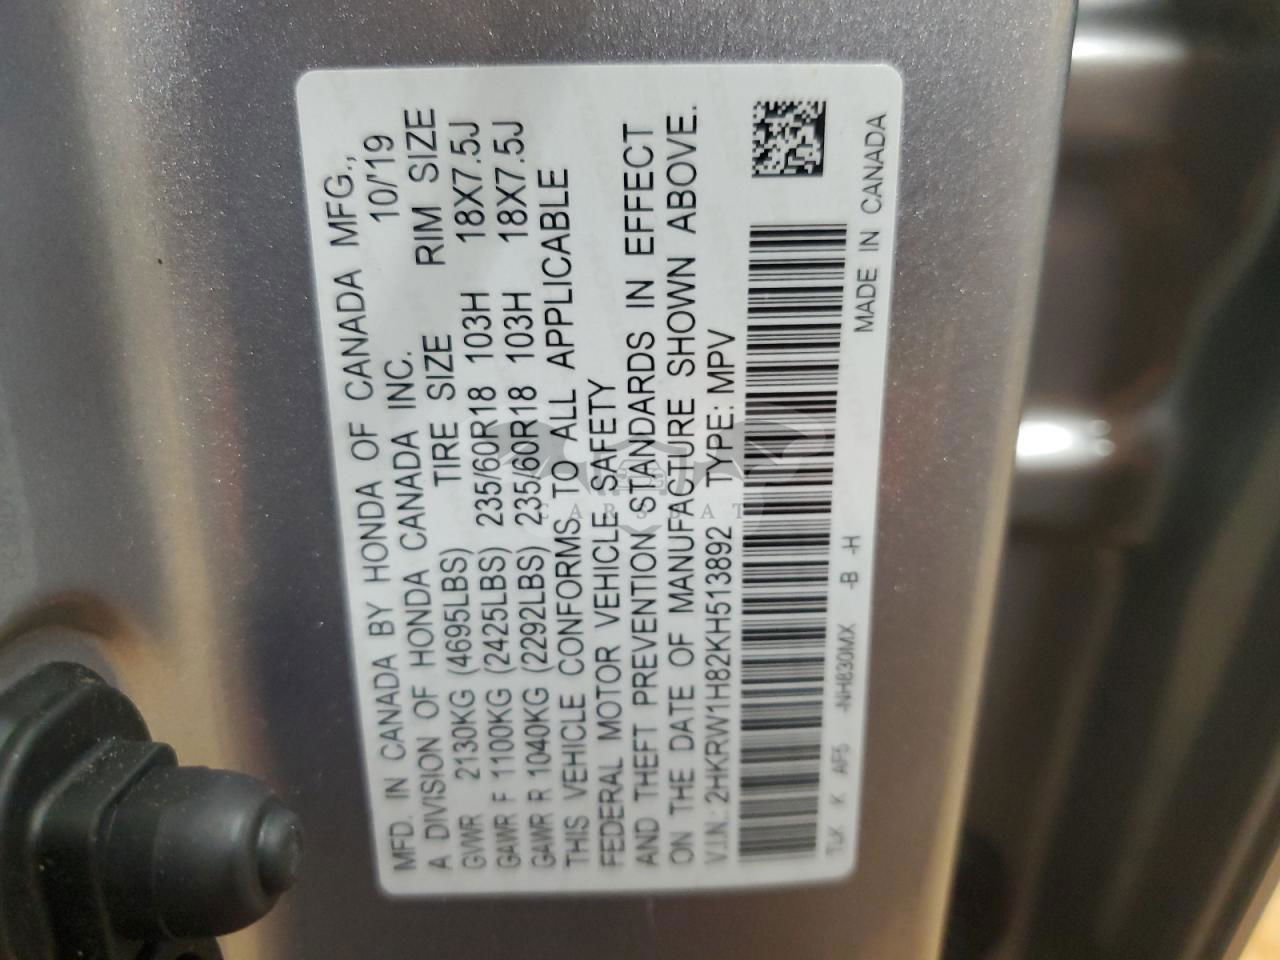 MFD. IN CANADA BY HONDA OF CANADA MFG.,
A DIVISION OF HONDA CANADA INC. 10/'19
TIRE SIZE RIM SIZE
GVWR 2130KG (4695LBS)
GAWR F 1100KG (2425LBS) 235/60R18 103H 18X7.5J
GAWR R 1040KG (2292LBS) 235/60R18 103H 18X7.5J
THIS VEHICLE CONFORMS TO ALL APPLICABLE
FEDERAL MOTOR VEHICLE SAFETY
AND THEFT PREVENTION STANDARDS IN EFFECT
ON THE DATE OF MANUFACTURE SHOWN ABOVE.
V.I.N.: 2HKRW1H82KH513892 TYPE: MPV
K AF5 -NH830MX -B -H MADE IN CANADA
CARSBAT